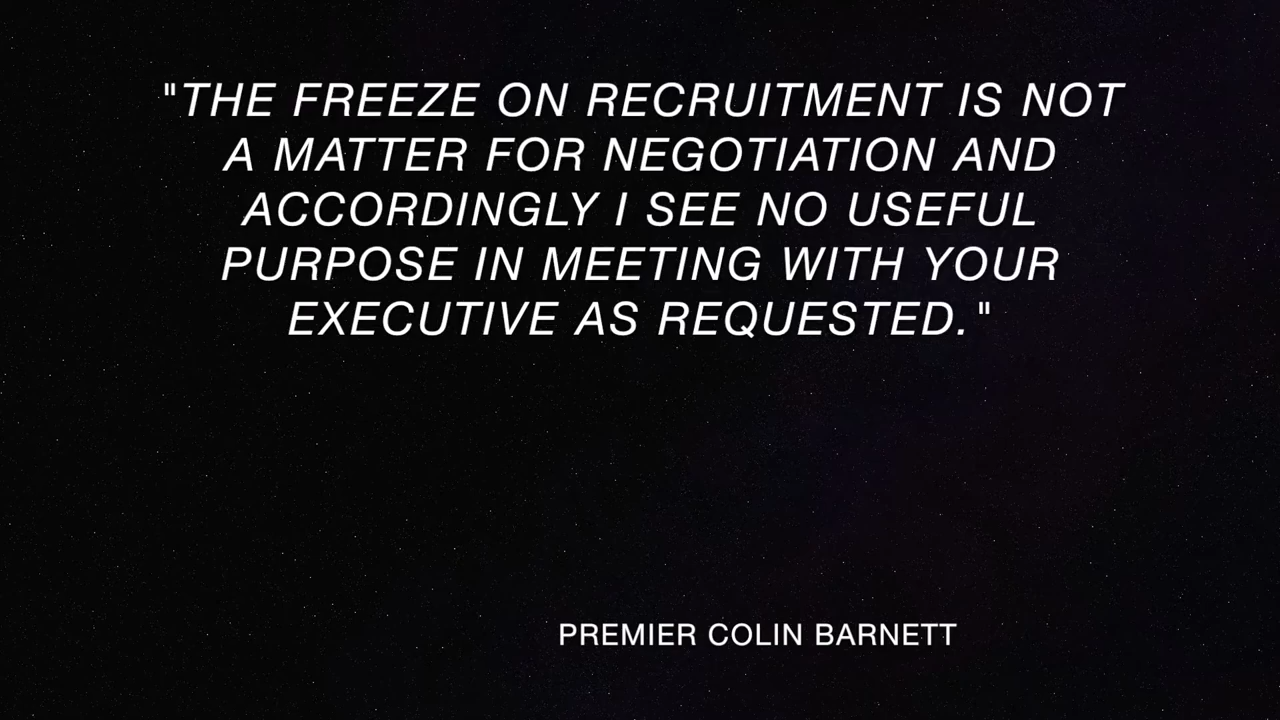 "THE FREEZE ON RECRUITMENT IS NOT
A MATTER FOR NEGOTIATION AND
ACCORDINGLY I SEE NO USEFUL
PURPOSE IN MEETING WITH YOUR
EXECUTIVE AS REQUESTED."
PREMIER COLIN BARNETT